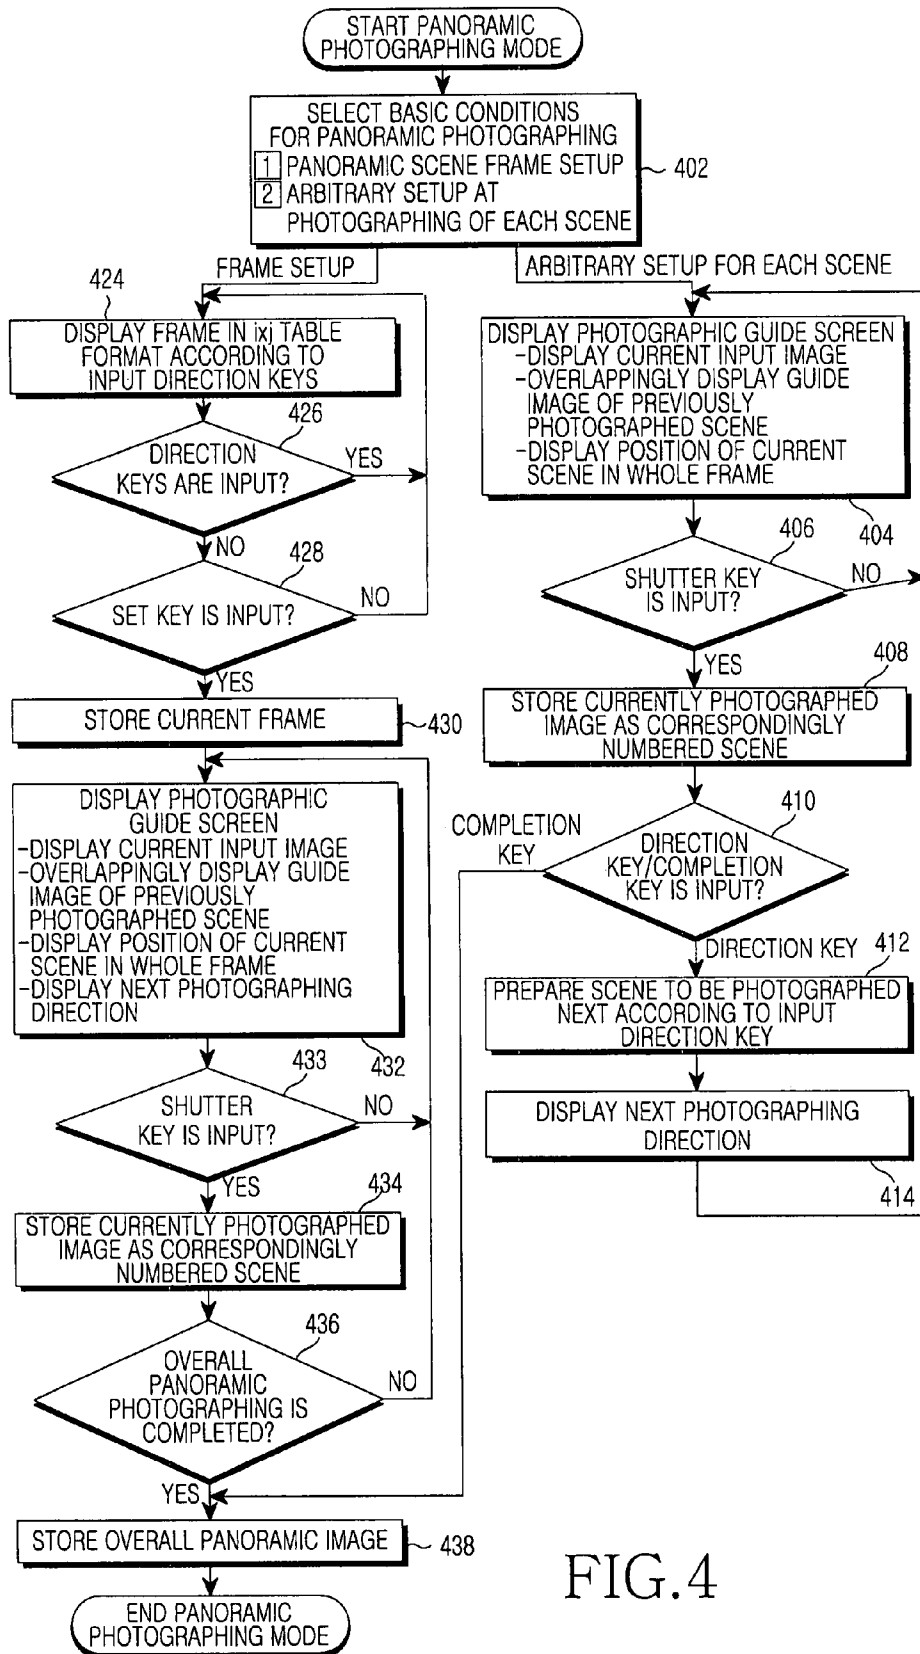 START PANORAMIC
PHOTOGRAPHING MODE
SELECT BASIC CONDITIONS
FOR PANORAMIC PHOTOGRAPHING
1 PANORAMIC SCENE FRAME SETUP
2 ARBITRARY SETUP AT
PHOTOGRAPHING OF EACH SCENE
402
FRAME SETUP
ARBITRARY SETUP FOR EACH SCENE
424
DISPLAY FRAME IN ixj TABLE
FORMAT ACCORDING TO
INPUT DIRECTION KEYS
426
DIRECTION
KEYS ARE INPUT?
YES
NO
428
SET KEY IS INPUT?
NO
YES
STORE CURRENT FRAME
430
DISPLAY PHOTOGRAPHIC
GUIDE SCREEN
-DISPLAY CURRENT INPUT IMAGE
-OVERLAPPINGLY DISPLAY GUIDE
IMAGE OF PREVIOUSLY
PHOTOGRAPHED SCENE
-DISPLAY POSITION OF CURRENT
SCENE IN WHOLE FRAME
-DISPLAY NEXT PHOTOGRAPHING
DIRECTION
432
433
SHUTTER
KEY IS INPUT?
NO
YES
434
STORE CURRENTLY PHOTOGRAPHED
IMAGE AS CORRESPONDINGLY
NUMBERED SCENE
436
OVERALL
PANORAMIC
PHOTOGRAPHING IS
COMPLETED?
NO
YES
STORE OVERALL PANORAMIC IMAGE
438
END PANORAMIC
PHOTOGRAPHING MODE
DISPLAY PHOTOGRAPHIC GUIDE SCREEN
-DISPLAY CURRENT INPUT IMAGE
-OVERLAPPINGLY DISPLAY GUIDE
IMAGE OF PREVIOUSLY
PHOTOGRAPHED SCENE
-DISPLAY POSITION OF CURRENT
SCENE IN WHOLE FRAME
404
406
SHUTTER KEY
IS INPUT?
NO
YES
408
STORE CURRENTLY PHOTOGRAPHED
IMAGE AS CORRESPONDINGLY
NUMBERED SCENE
410
COMPLETION
KEY
DIRECTION
KEY/COMPLETION
KEY IS INPUT?
DIRECTION KEY
412
PREPARE SCENE TO BE PHOTOGRAPHED
NEXT ACCORDING TO INPUT
DIRECTION KEY
DISPLAY NEXT PHOTOGRAPHING
DIRECTION
414
FIG.4